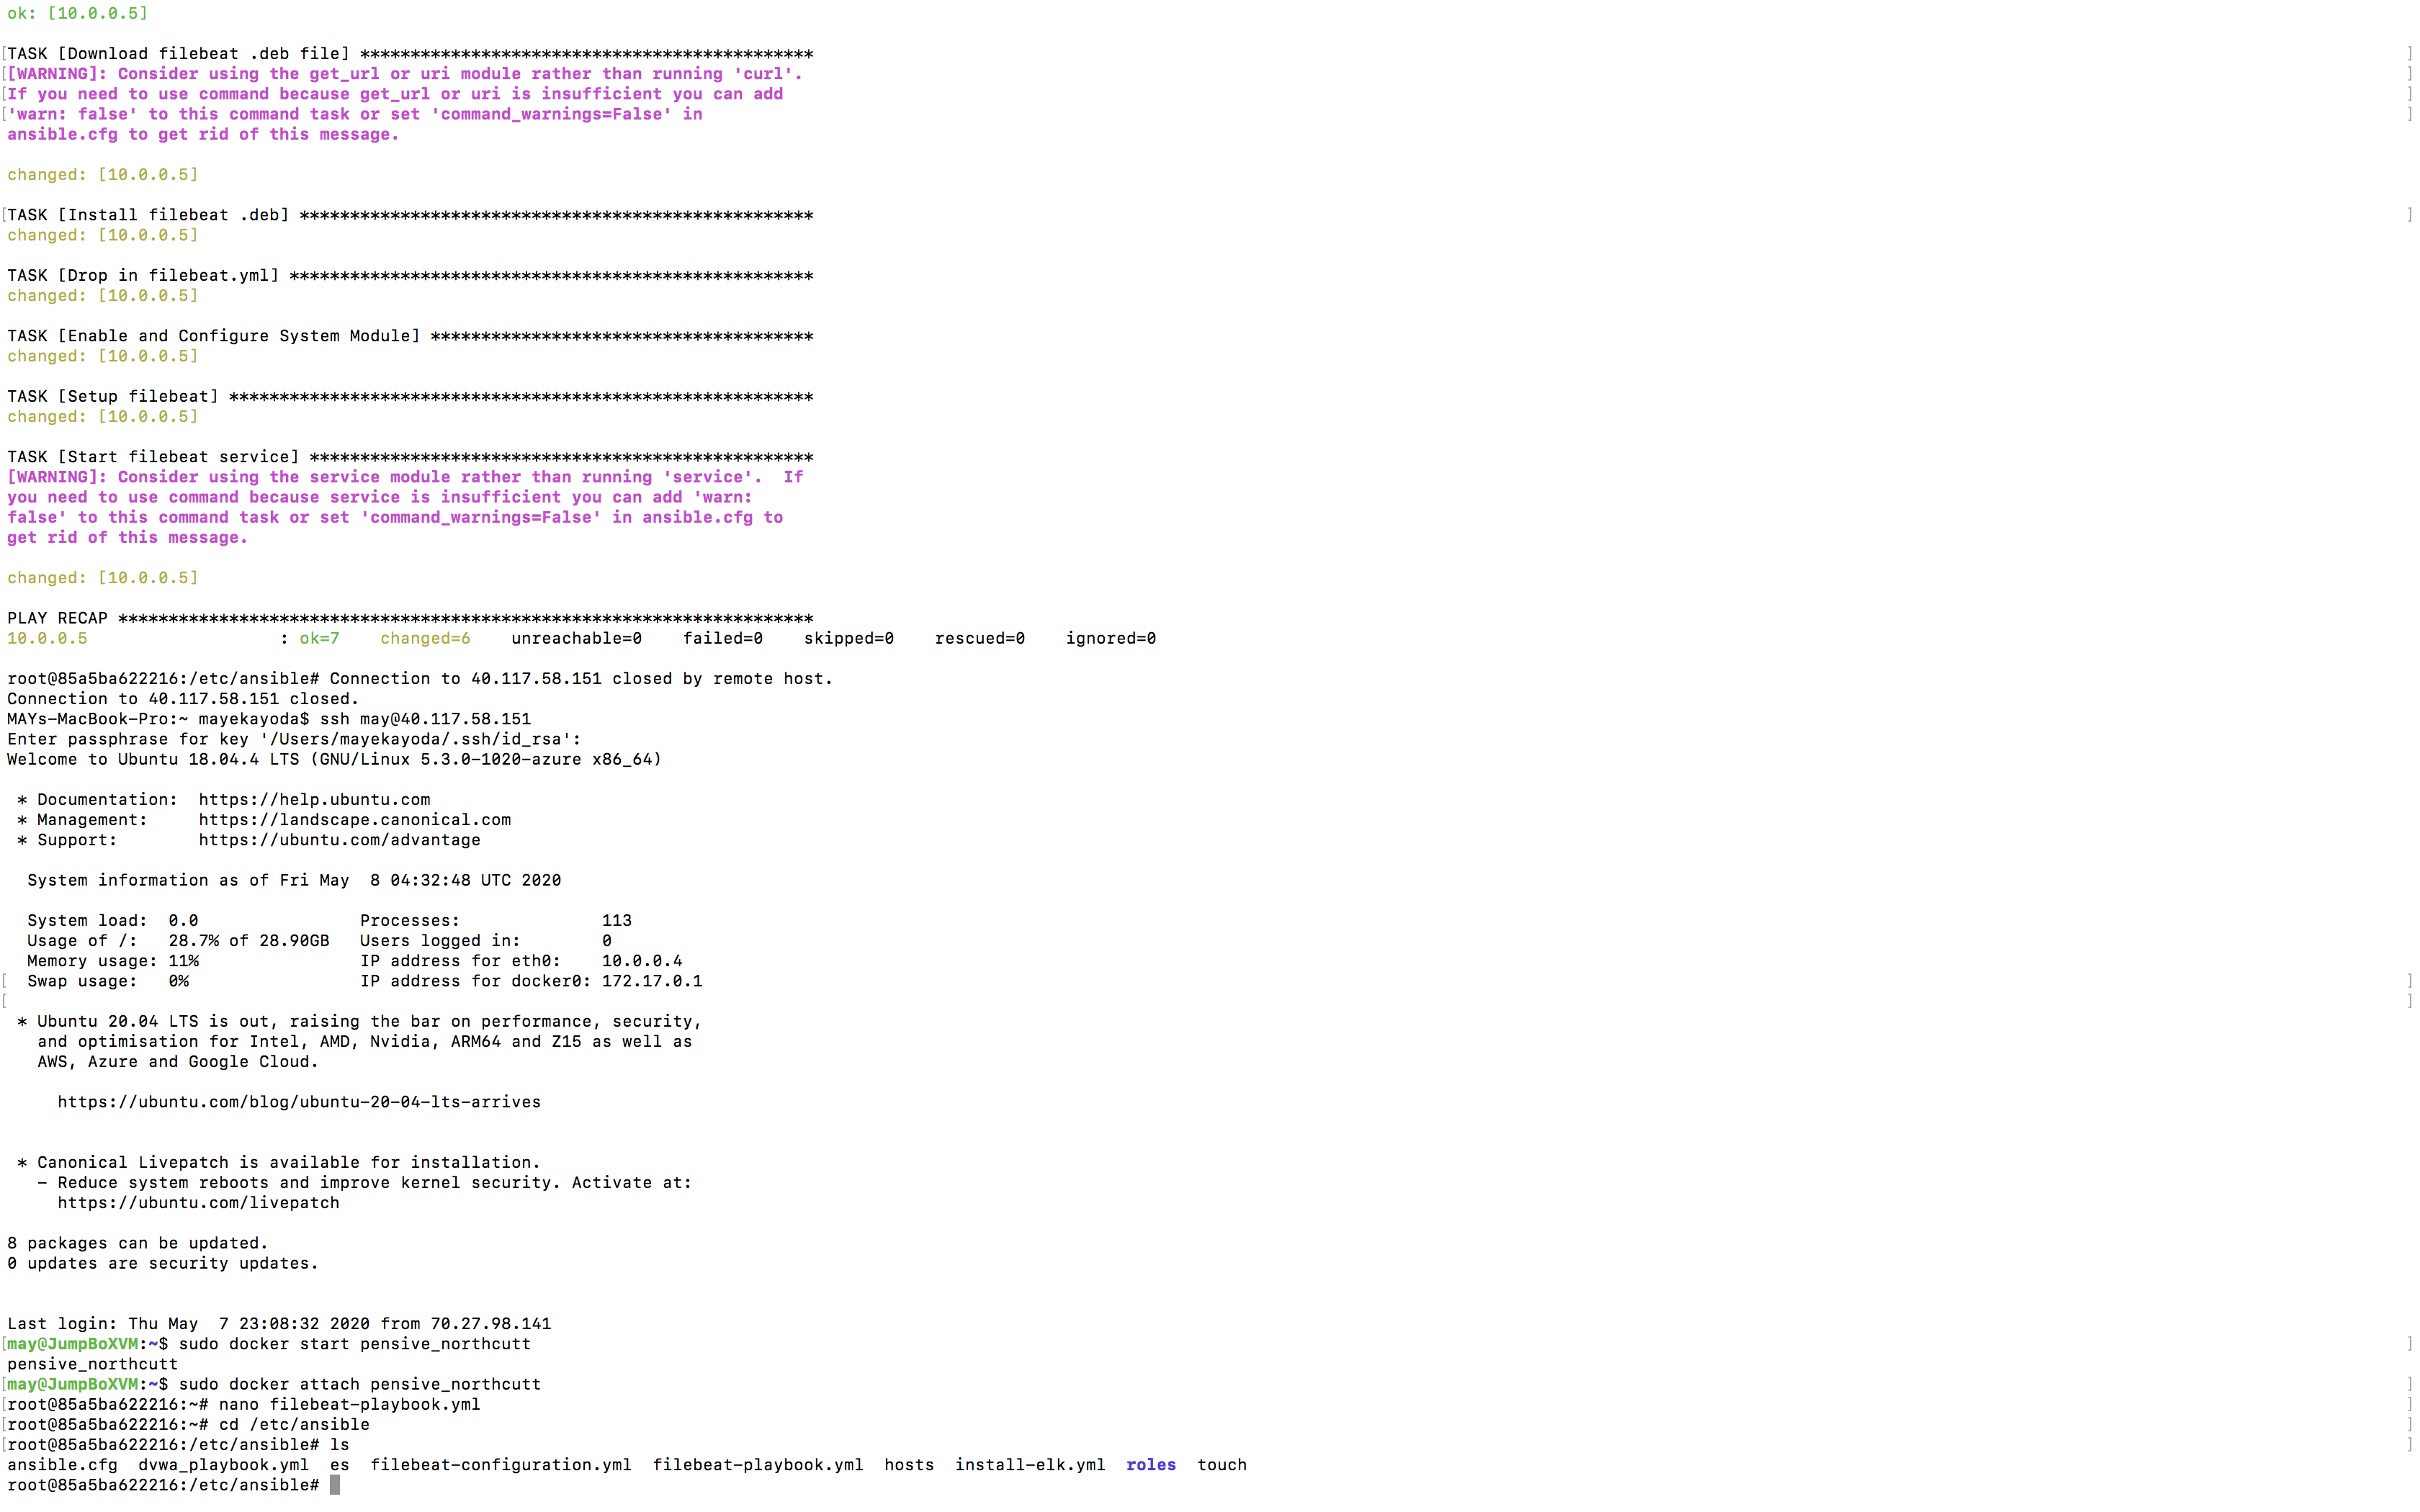 ok: [10.0.0.5]
[TASK [Download filebeat .deb file] *********************************************]
[[WARNING]: Consider using the get_url or uri module rather than running 'curl'.]
[If you need to use command because get_url or uri is insufficient you can add]
['warn: false' to this command task or set 'command_warnings=False' in]
ansible.cfg to get rid of this message.
changed: [10.0.0.5]
[TASK [Install filebeat .deb] ***************************************************]
changed: [10.0.0.5]
TASK [Drop in filebeat.yml] ****************************************************
changed: [10.0.0.5]
TASK [Enable and Configure System Module] **************************************
changed: [10.0.0.5]
TASK [Setup filebeat] **********************************************************
changed: [10.0.0.5]
TASK [Start filebeat service] **************************************************
[WARNING]: Consider using the service module rather than running 'service'.  If
you need to use command because service is insufficient you can add 'warn:
false' to this command task or set 'command_warnings=False' in ansible.cfg to
get rid of this message.
changed: [10.0.0.5]
PLAY RECAP *********************************************************************
10.0.0.5                   : ok=7    changed=6    unreachable=0    failed=0    skipped=0    rescued=0    ignored=0
root@85a5ba622216:/etc/ansible# Connection to 40.117.58.151 closed by remote host.
Connection to 40.117.58.151 closed.
MAYs-MacBook-Pro:~ mayekayoda$ ssh may@40.117.58.151
Enter passphrase for key '/Users/mayekayoda/.ssh/id_rsa':
Welcome to Ubuntu 18.04.4 LTS (GNU/Linux 5.3.0-1020-azure x86_64)
 * Documentation:  https://help.ubuntu.com
 * Management:     https://landscape.canonical.com
 * Support:        https://ubuntu.com/advantage
  System information as of Fri May  8 04:32:48 UTC 2020
  System load:  0.0                Processes:              113
  Usage of /:   28.7% of 28.90GB   Users logged in:        0
  Memory usage: 11%                IP address for eth0:    10.0.0.4
[ Swap usage:   0%                 IP address for docker0: 172.17.0.1 ]
[ ]
 * Ubuntu 20.04 LTS is out, raising the bar on performance, security,
   and optimisation for Intel, AMD, Nvidia, ARM64 and Z15 as well as
   AWS, Azure and Google Cloud.
     https://ubuntu.com/blog/ubuntu-20-04-lts-arrives
 * Canonical Livepatch is available for installation.
   - Reduce system reboots and improve kernel security. Activate at:
     https://ubuntu.com/livepatch
8 packages can be updated.
0 updates are security updates.
Last login: Thu May  7 23:08:32 2020 from 70.27.98.141
[may@JumpBoXVM:~$ sudo docker start pensive_northcutt ]
pensive_northcutt
[may@JumpBoXVM:~$ sudo docker attach pensive_northcutt ]
[root@85a5ba622216:~# nano filebeat-playbook.yml ]
[root@85a5ba622216:~# cd /etc/ansible ]
[root@85a5ba622216:/etc/ansible# ls ]
ansible.cfg  dvwa_playbook.yml  es  filebeat-configuration.yml  filebeat-playbook.yml  hosts  install-elk.yml  roles  touch
root@85a5ba622216:/etc/ansible#